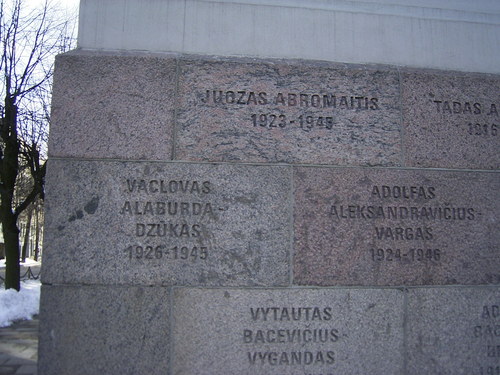 JUOZAS ABROMAITIS
1923-1945
TADAS A
VACLOVAS
ALABURDA-
DZŪKAS
1926-1945
ADOLFAS
ALEKSANDRAVIČIUS-
VARGAS
1924-1946
VYTAUTAS
BACEVIČIUS-
VYGANDAS